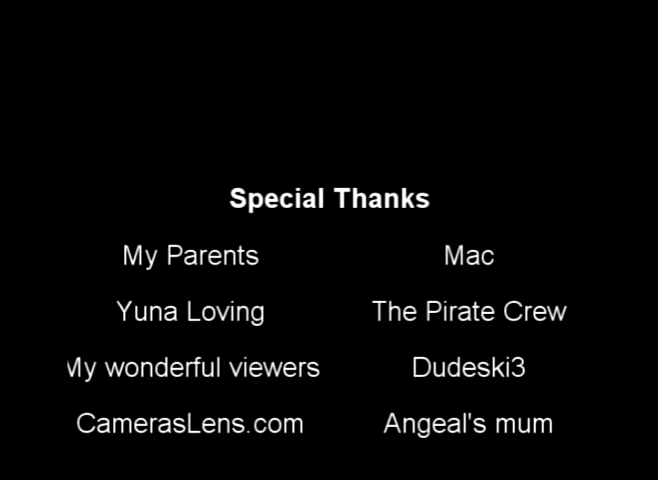 Special Thanks
My Parents Mac
Yuna Loving The Pirate Crew
My wonderful viewers Dudeski3
CamerasLens.com Angeal's mum